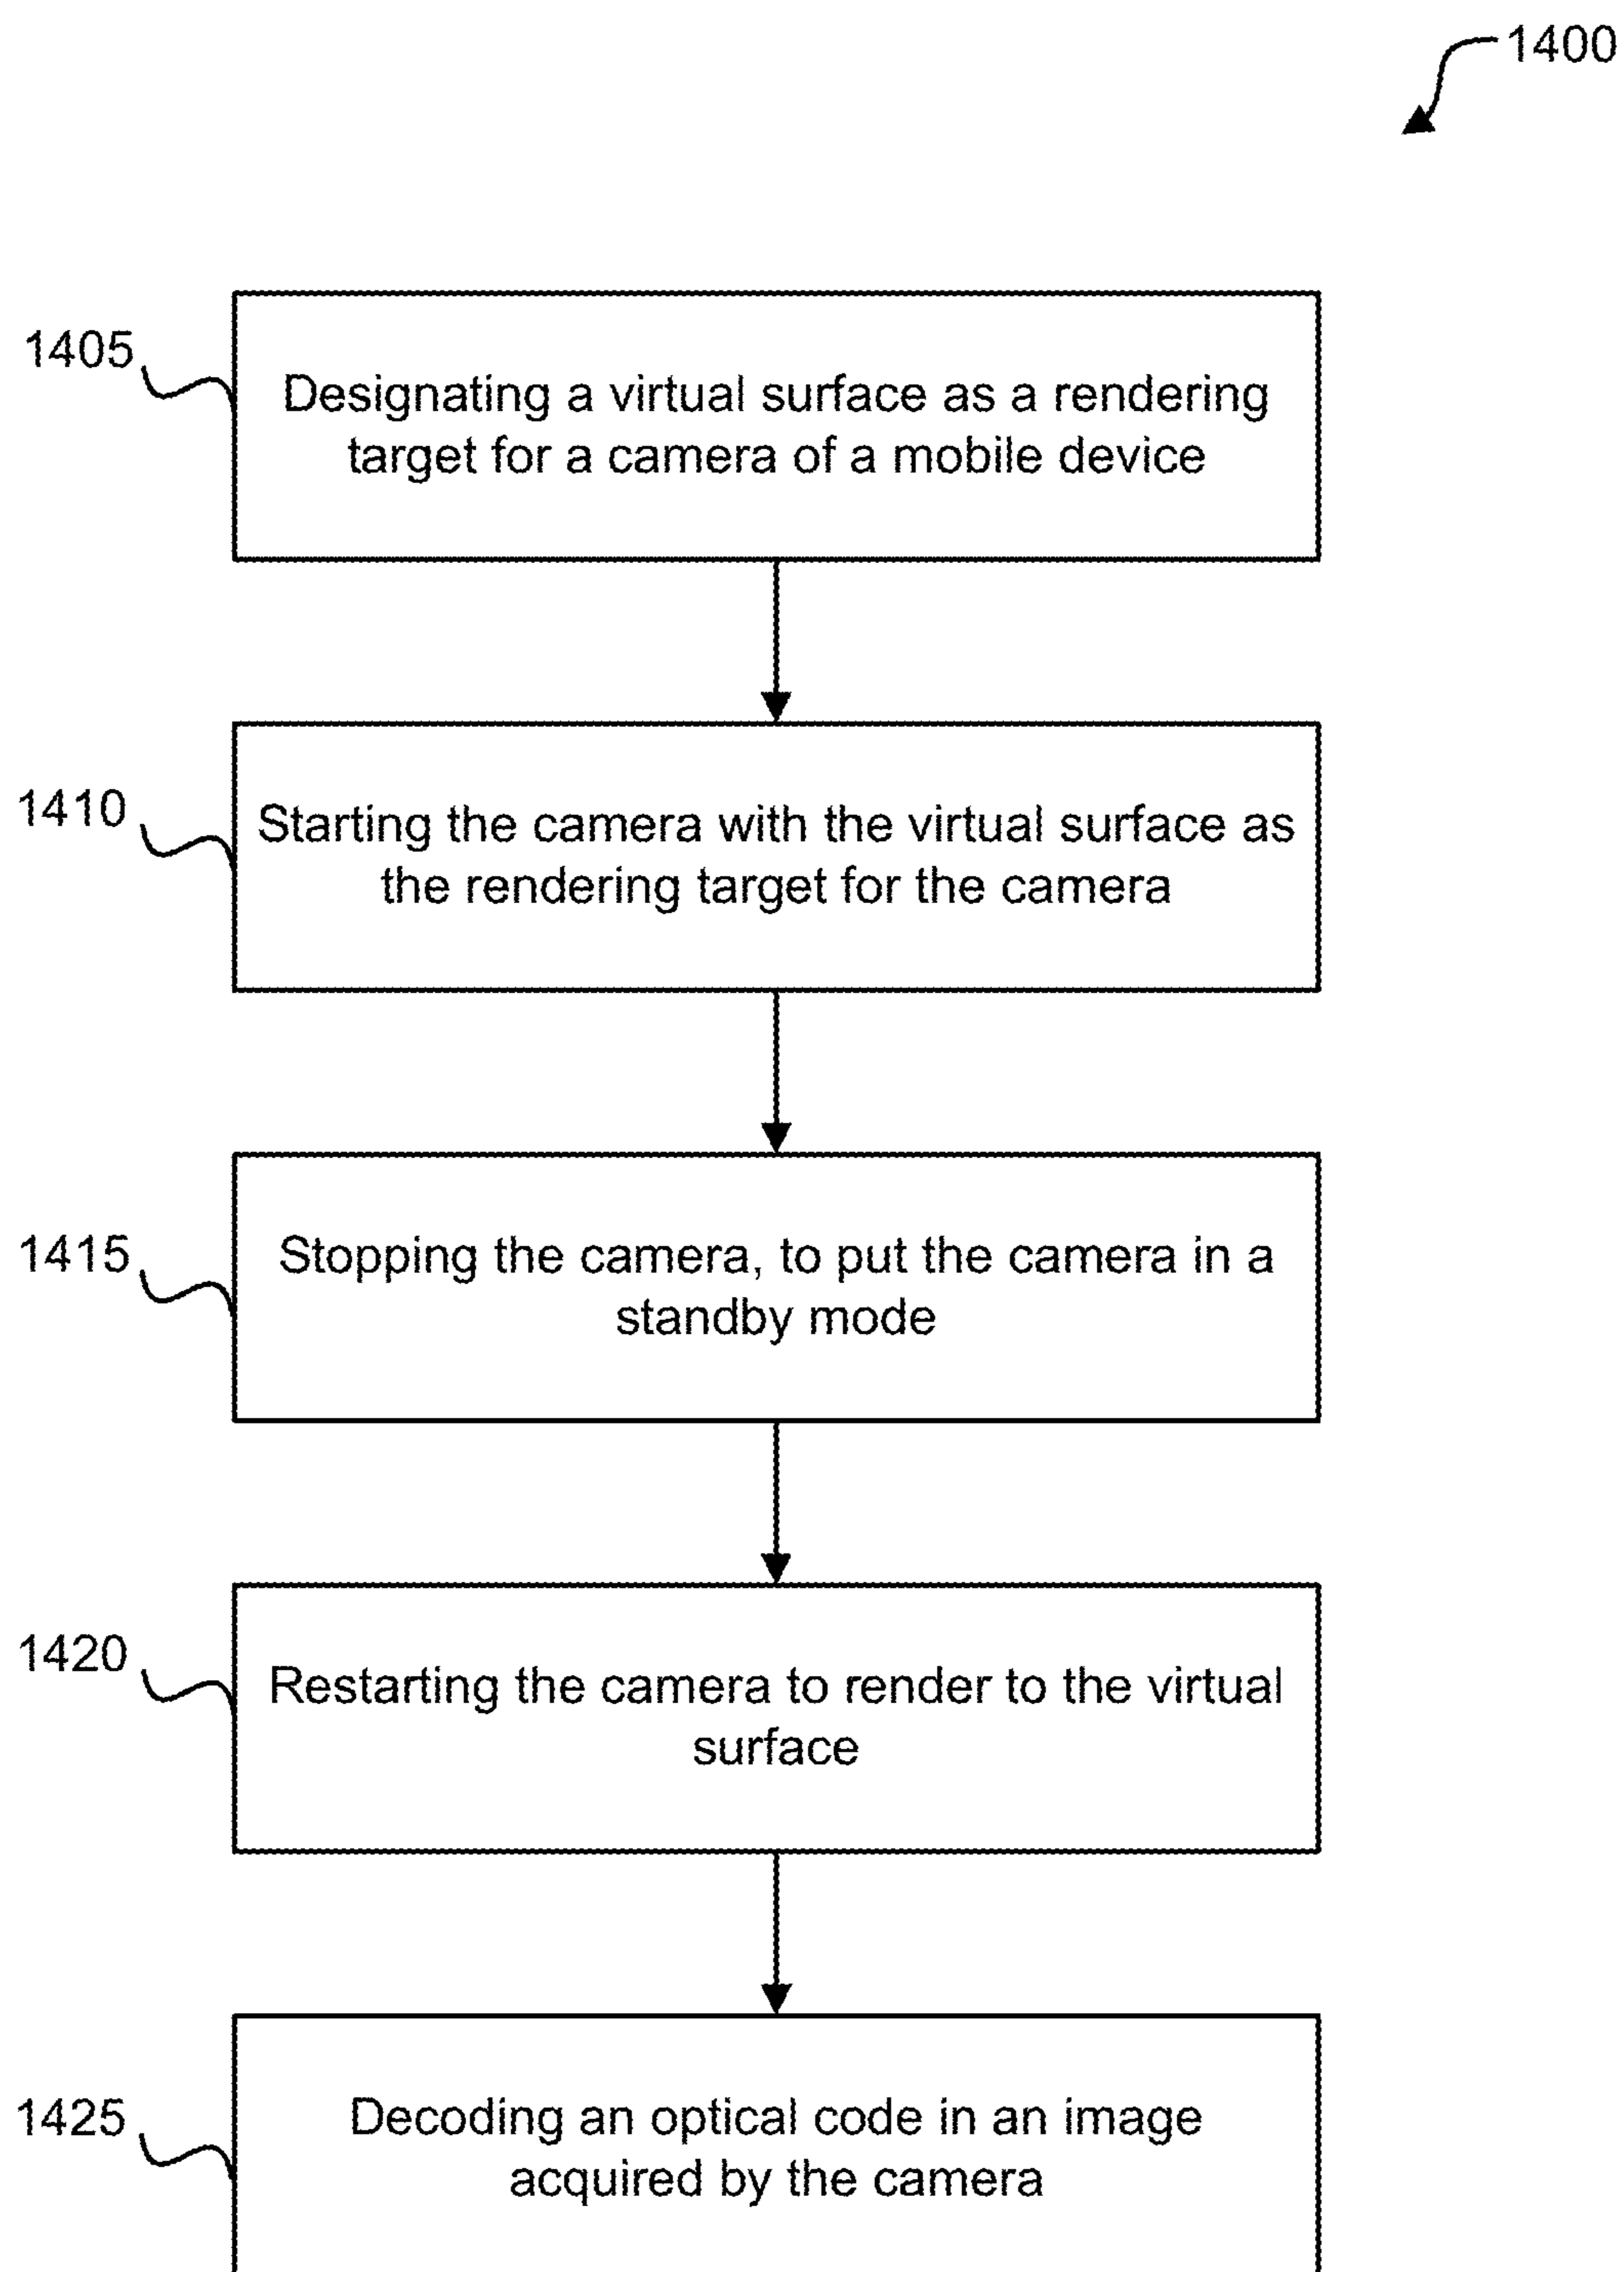 1400
1405
Designating a virtual surface as a rendering
target for a camera of a mobile device
1410
Starting the camera with the virtual surface as
the rendering target for the camera
1415
Stopping the camera, to put the camera in a
standby mode
1420
Restarting the camera to render to the virtual
surface
1425
Decoding an optical code in an image
acquired by the camera